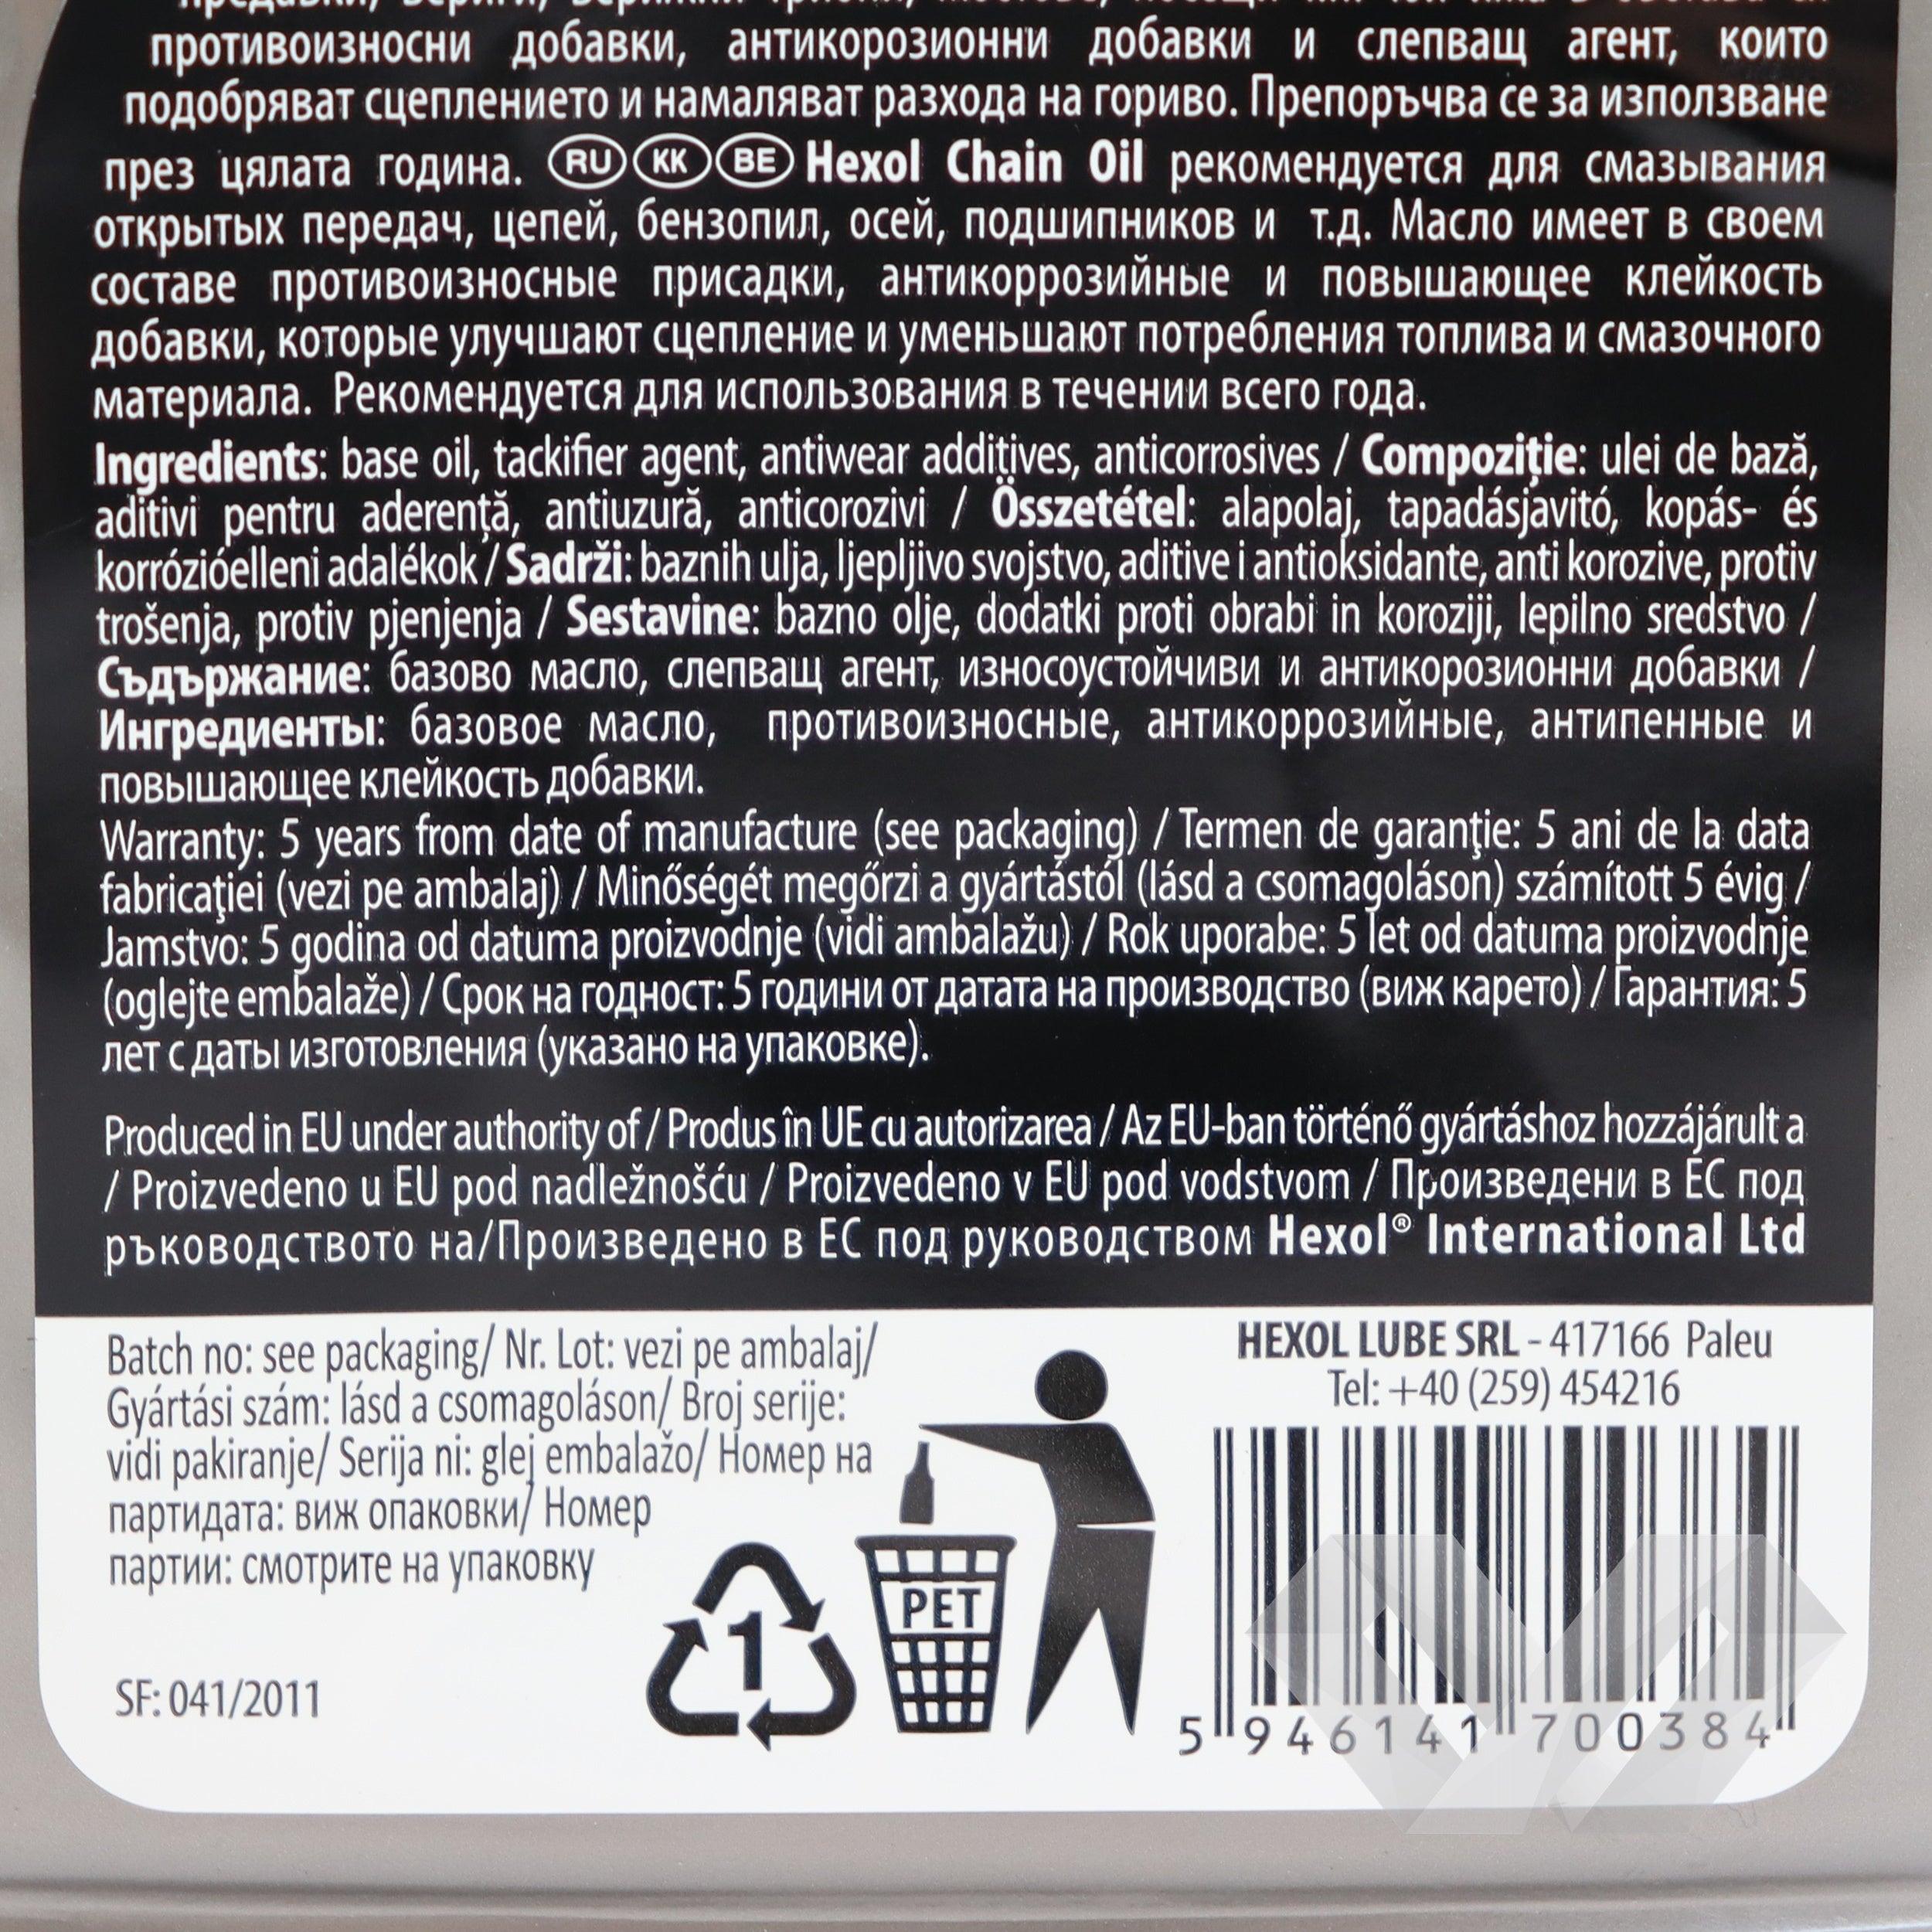 противоизносни добавки, антикорозионни добавки и слепващ агент, които
подобряват сцеплението и намаляват разхода на гориво. Препоръчва се за използване
през цялата година. RU KK BE Hexol Chain Oil рекомендуется для смазывания
открытых передач, цепей, бензопил, осей, подшипников и т.д. Масло имеет в своем
составе противоизносные присадки, антикоррозийные и повышающее клейкость
добавки, которые улучшают сцепление и уменьшают потребления топлива и смазочного
материала. Рекомендуется для использования в течении всего года.
Ingredients: base oil, tackifier agent, antiwear additives, anticorrosives / Compoziție: ulei de bază,
aditivi pentru aderență, antiuzură, anticorozivi / Összetétel: alapolaj, tapadásjavitó, kopás- és
korrózióelleni adalékok / Sadrži: baznih ulja, ljepljivo svojstvo, aditive i antioksidante, anti korozive, protiv
trošenja, protiv pjenjenja / Sestavine: bazno olje, dodatki proti obrabi in koroziji, lepilno sredstvo /
Съдържание: базово масло, слепващ агент, износоустойчиви и антикорозионни добавки /
Ингредиенты: базовое масло, противоизносные, антикоррозийные, антипенные и
повышающее клейкость добавки.
Warranty: 5 years from date of manufacture (see packaging) / Termen de garanţie: 5 ani de la data
fabricaţiei (vezi pe ambalaj) / Minőségét megőrzi a gyártástól (lásd a csomagoláson) számított 5 évig /
Jamstvo: 5 godina od datuma proizvodnje (vidi ambalažu) / Rok uporabe: 5 let od datuma proizvodnje
(oglejte embalaže) / Срок на годност: 5 години от датата на производство (виж карето) / Гарантия: 5
лет с даты изготовления (указано на упаковке).
Produced in EU under authority of / Produs în UE cu autorizarea / Az EU-ban történő gyártáshoz hozzájárult a
/ Proizvedeno u EU pod nadležnošću / Proizvedeno v EU pod vodstvom / Произведени в ЕС под
ръководството на/Произведено в ЕС под руководством Hexol® International Ltd
Batch no: see packaging/ Nr. Lot: vezi pe ambalaj/
Gyártási szám: lásd a csomagoláson/ Broj serije:
vidi pakiranje/ Serija ni: glej embalažo/ Номер на
партидата: виж опаковки/ Номер
партии: смотрите на упаковку
SF: 041/2011
1
PET
HEXOL LUBE SRL - 417166 Paleu
Tel: +40 (259) 454216
5 946141 700384